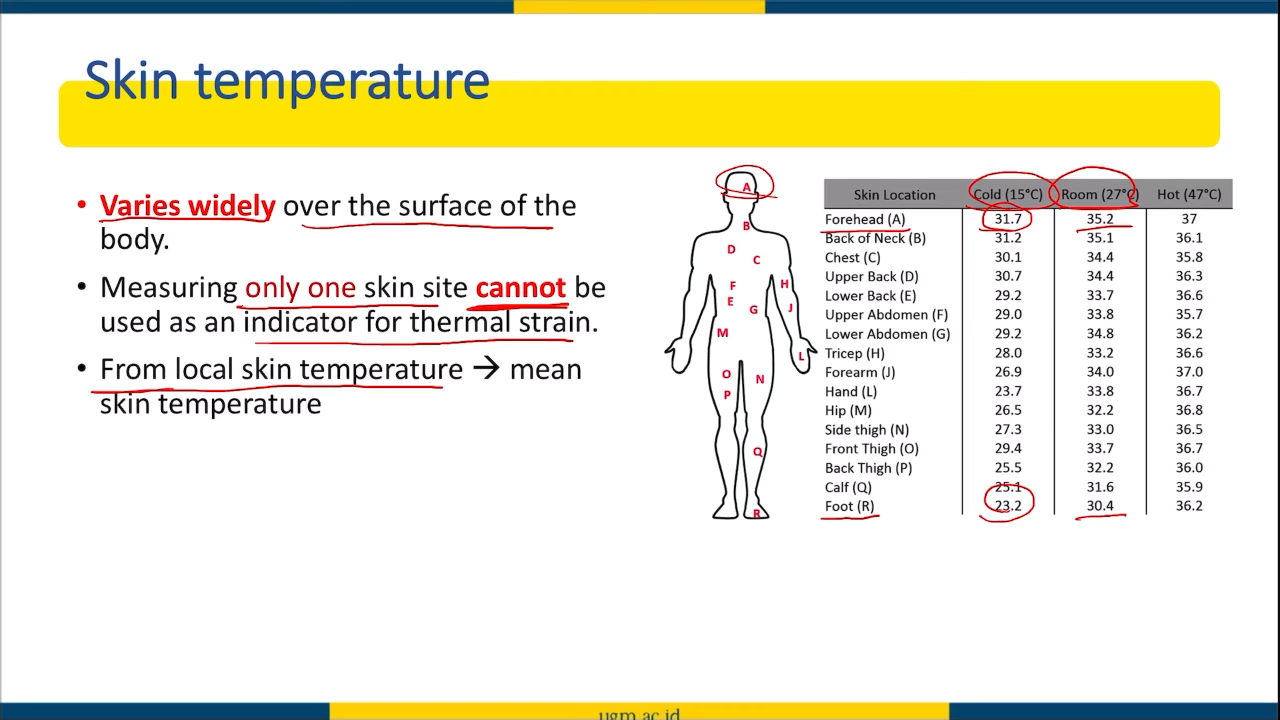 Skin temperature
• Varies widely over the surface of the
body.
• Measuring only one skin site cannot be
used as an indicator for thermal strain.
• From local skin temperature → mean
skin temperature
A
B
D
C
F
H
E
G
J
M
L
O
N
P
Q
R
Skin Location Cold (15°C) Room (27°C) Hot (47°C)
Forehead (A) 31.7 35.2 37
Back of Neck (B) 31.2 35.1 36.1
Chest (C) 30.1 34.4 35.8
Upper Back (D) 30.7 34.4 36.3
Lower Back (E) 29.2 33.7 36.6
Upper Abdomen (F) 29.0 33.8 35.7
Lower Abdomen (G) 29.2 34.8 36.2
Tricep (H) 28.0 33.2 36.6
Forearm (J) 26.9 34.0 37.0
Hand (L) 23.7 33.8 36.7
Hip (M) 26.5 32.2 36.8
Side thigh (N) 27.3 33.0 36.5
Front Thigh (O) 29.4 33.7 36.7
Back Thigh (P) 25.5 32.2 36.0
Calf (Q) 25.1 31.6 35.9
Foot (R) 23.2 30.4 36.2
ugm.ac.id